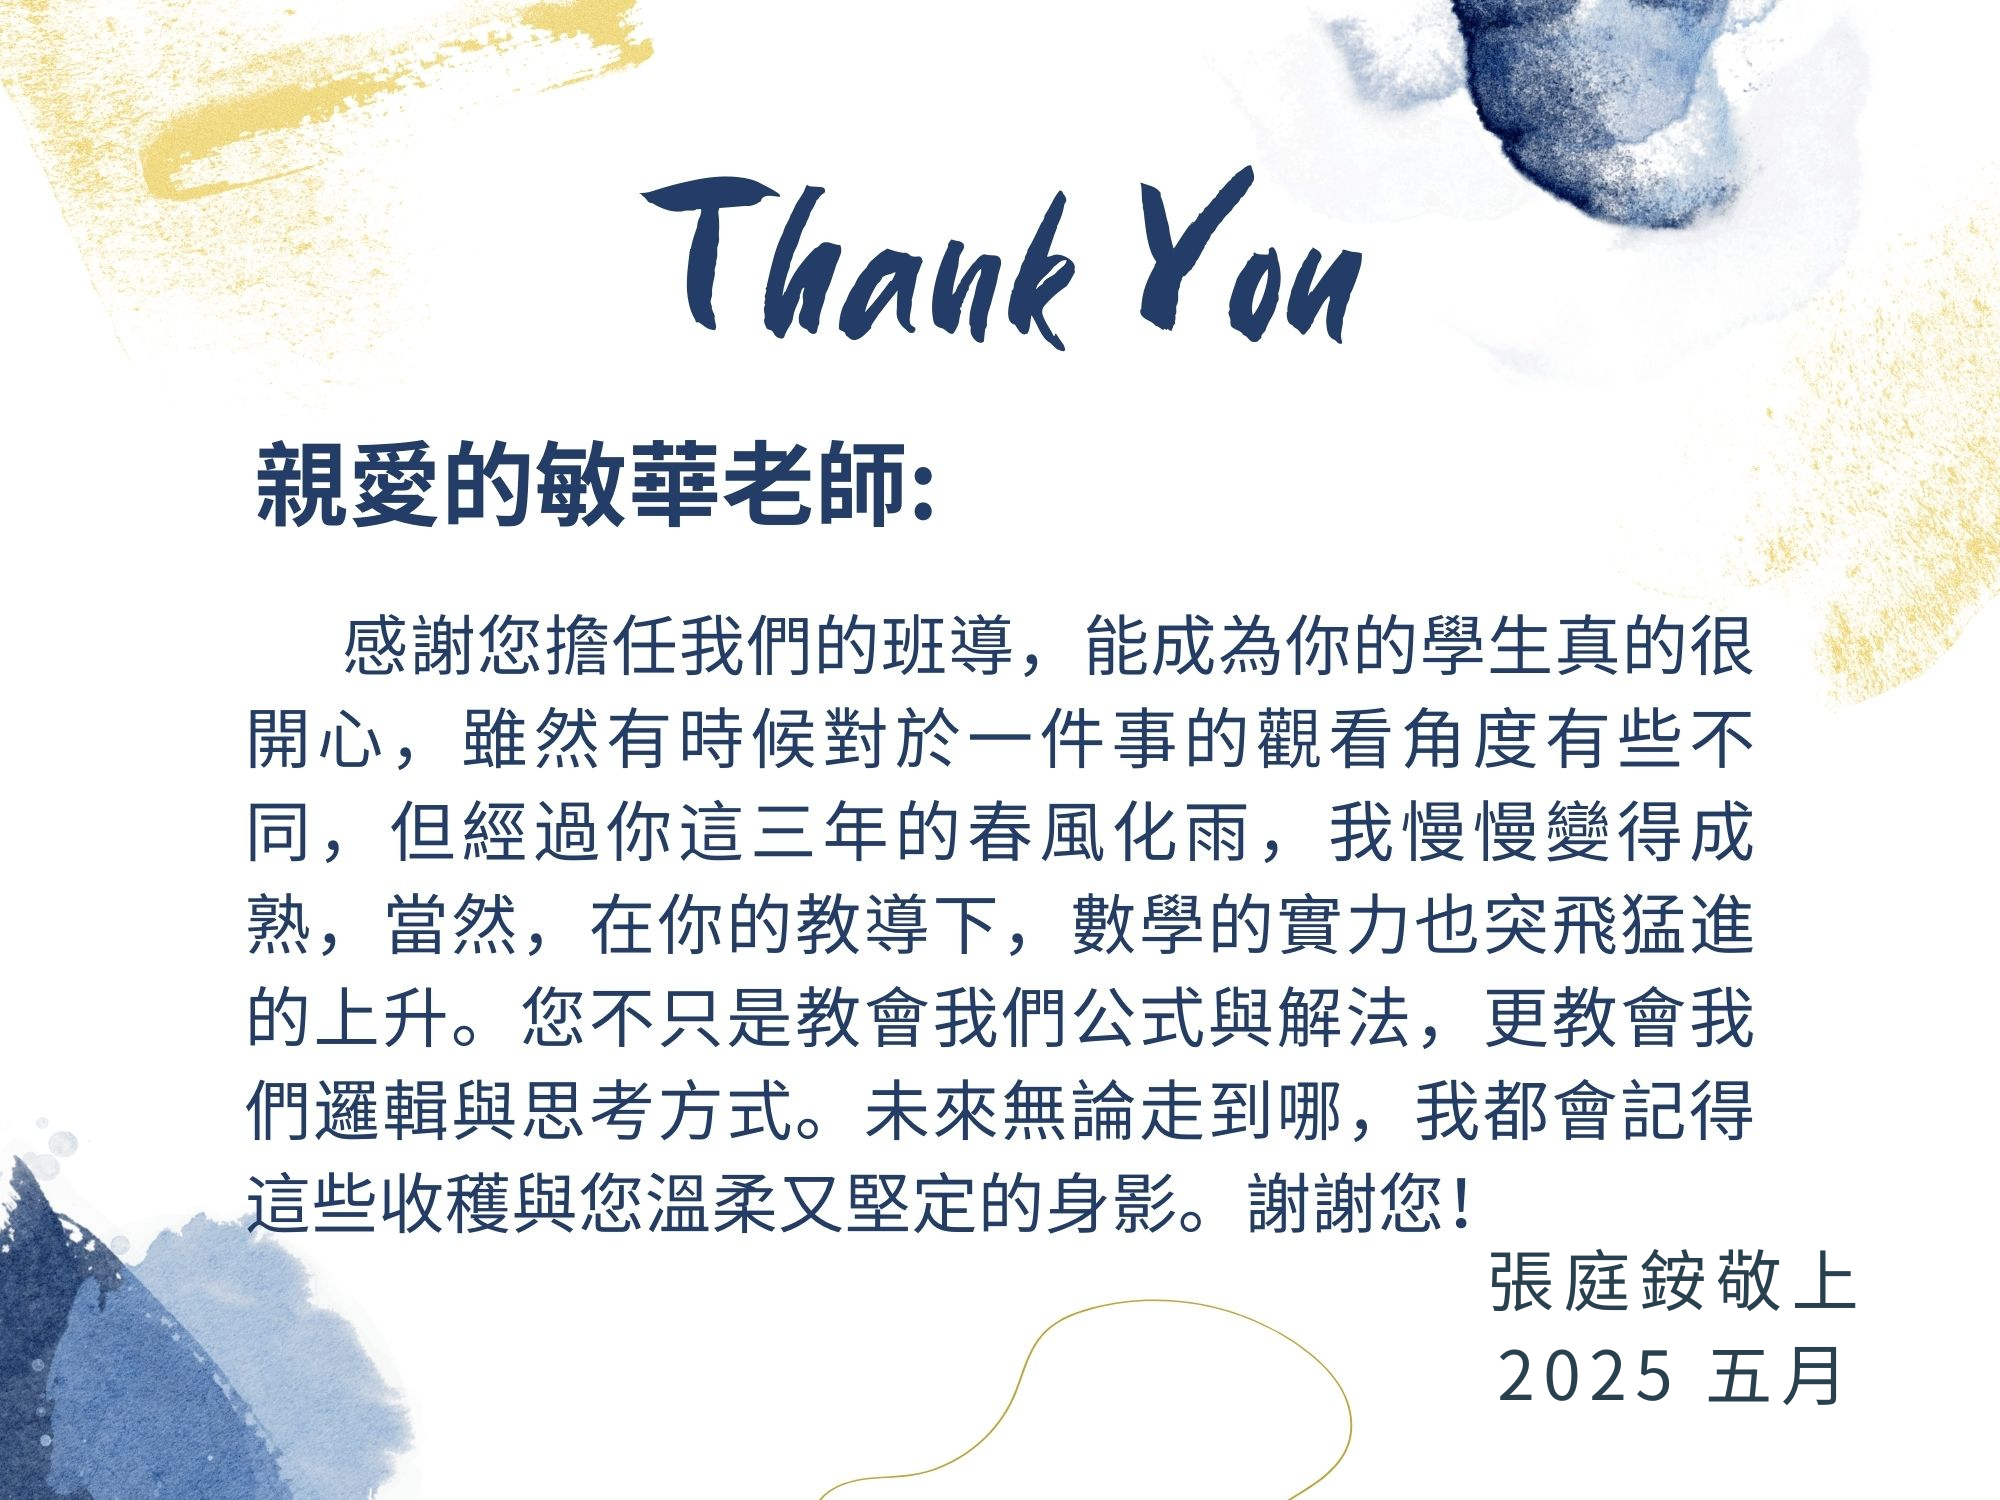 Thank You
親愛的敏華老師:
感謝您擔任我們的班導，能成為你的學生真的很
開心，雖然有時候對於一件事的觀看角度有些不
同，但經過你這三年的春風化雨，我慢慢變得成
熟，當然，在你的教導下，數學的實力也突飛猛進
的上升。您不只是教會我們公式與解法，更教會我
們邏輯與思考方式。未來無論走到哪，我都會記得
這些收穫與您溫柔又堅定的身影。謝謝您！
張庭銨敬上
2025 五月